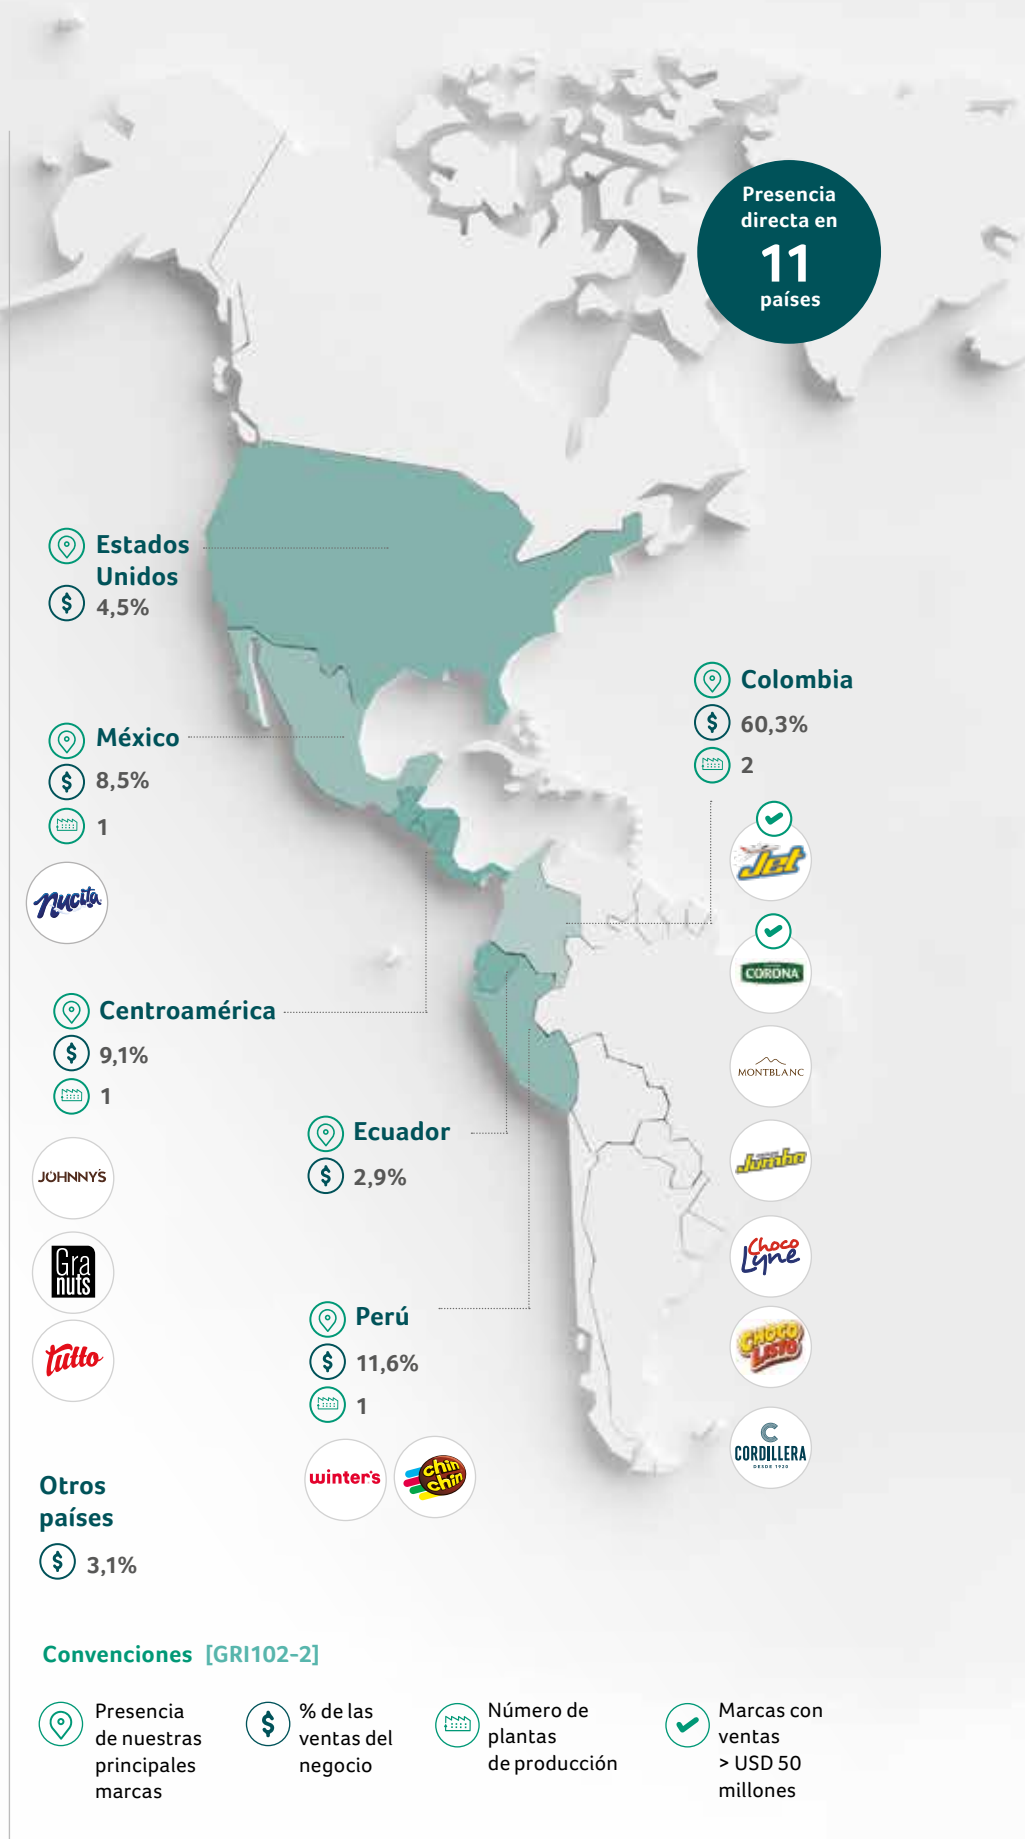 Presencia
directa en
11
países
Estados
Unidos
$ 4,5%
México
$ 8,5%
1
nucita
Centroamérica
$ 9,1%
1
JOHNNY'S
Gra
nuts
Tutto
Colombia
$ 60,3%
2
Jet
CORONA
MONTBLANC
Jumbo
Choco
Lyne
CHOCO
LISTO
C
CORDILLERA
DESDE 1920
Ecuador
$ 2,9%
Perú
$ 11,6%
1
winter's
chin
chin
Otros
países
$ 3,1%
Convenciones [GRI102-2]
Presencia
de nuestras
principales
marcas
$
% de las
ventas del
negocio
Número de
plantas
de producción
Marcas con
ventas
> USD 50
millones